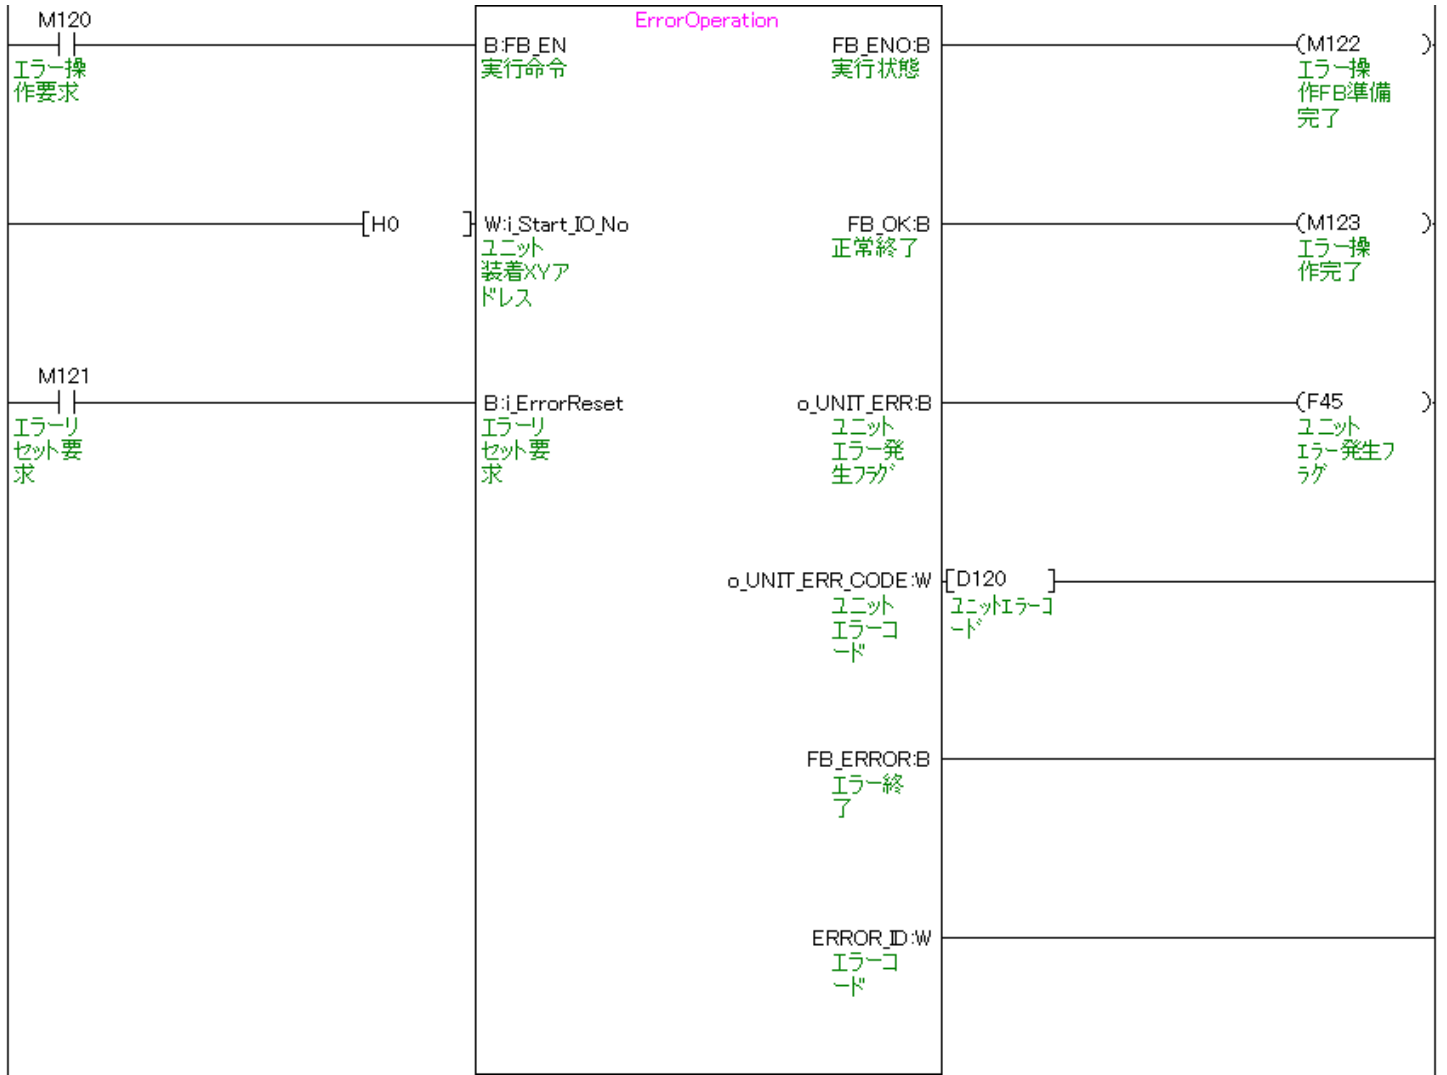 ErrorOperation
M120
B:FB_EN
FB_ENO:B
(M122 )
エラー操
作要求
実行命令
実行状態
エラー操
作FB準備
完了
[H0 ]
W:i_Start_IO_No
FB_OK:B
(M123 )
ユニット
装着XYア
ドレス
正常終了
エラー操
作完了
M121
B:i_ErrorReset
o_UNIT_ERR:B
(F45 )
エラーリ
セット要
求
エラーリ
セット要
求
ユニット
エラー発
生フラグ
ユニット
エラー発生フ
ラグ
o_UNIT_ERR_CODE:W
[D120 ]
ユニット
エラーコ
ード
ユニットエラーコ
ード
FB_ERROR:B
エラー終
了
ERROR_ID:W
エラーコ
ード